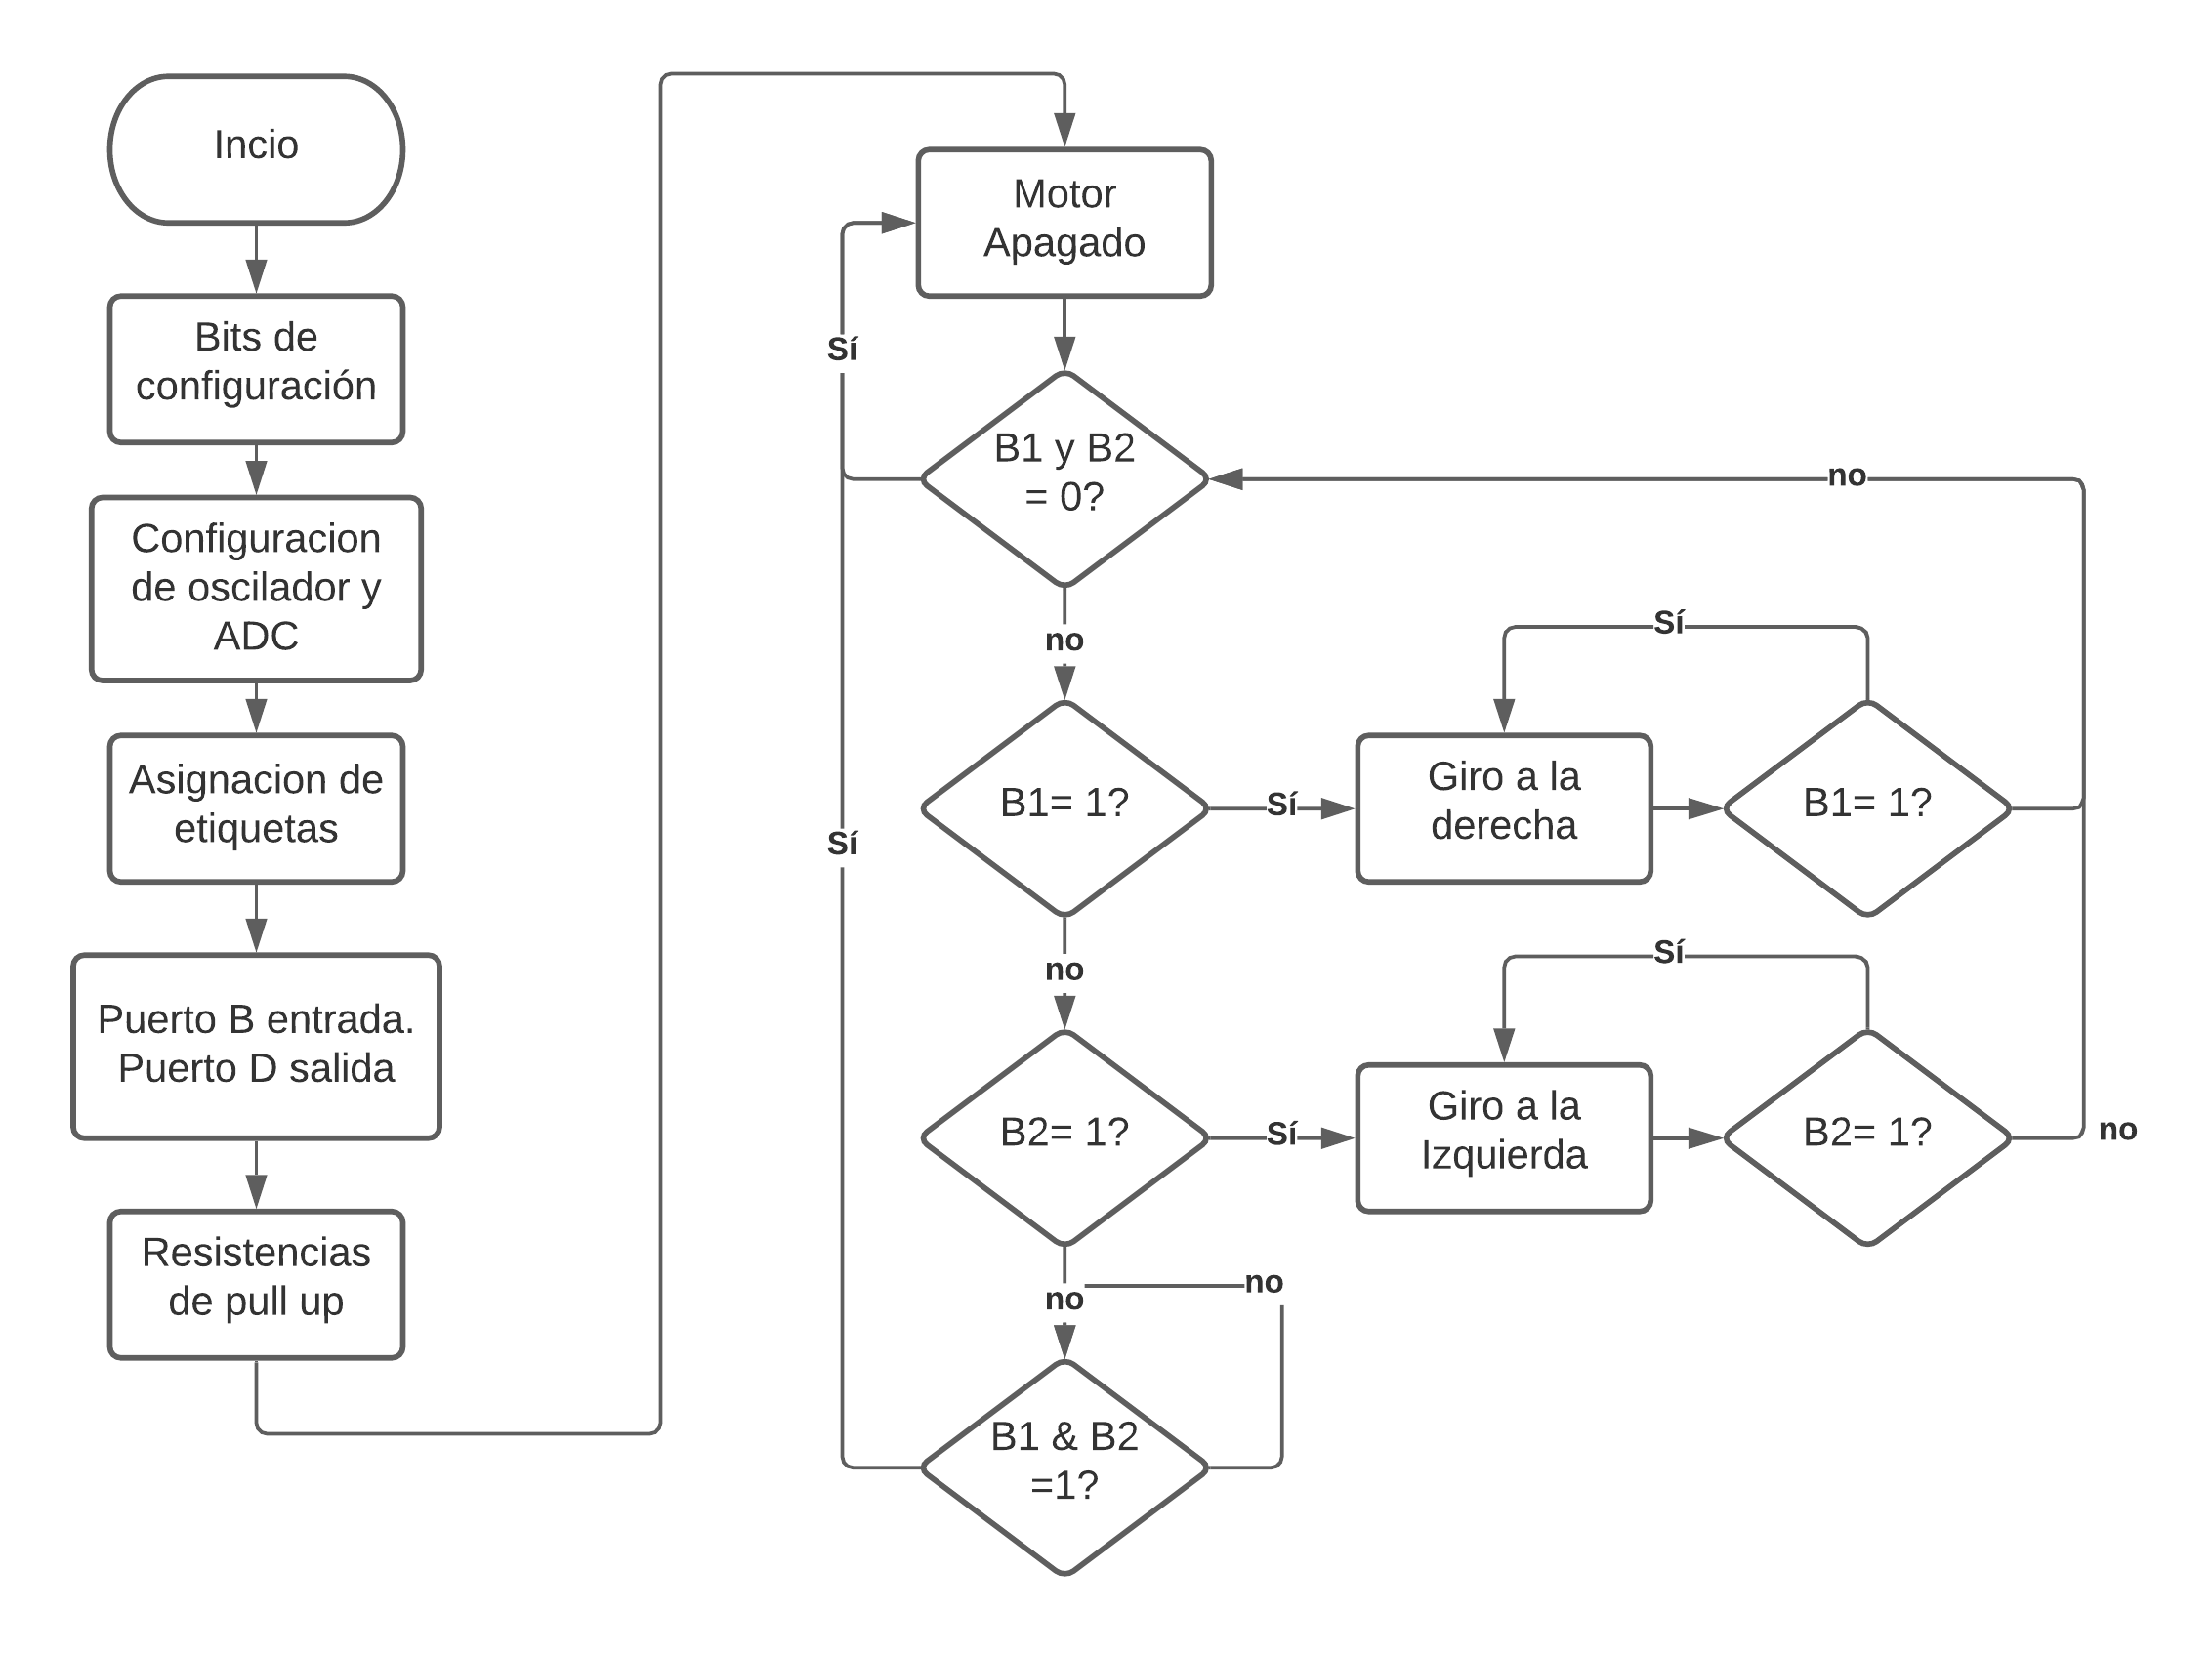 Incio
Bits de
configuración
Configuracion
de oscilador y
ADC
Asignacion de
etiquetas
Puerto B entrada.
Puerto D salida
Resistencias
de pull up
Motor
Apagado
Sí
B1 y B2
= 0?
no
no
Sí
B1= 1?
Sí
Giro a la
derecha
B1= 1?
Sí
no
Sí
B2= 1?
Sí
Giro a la
Izquierda
B2= 1?
no
no
no
B1 & B2
=1?